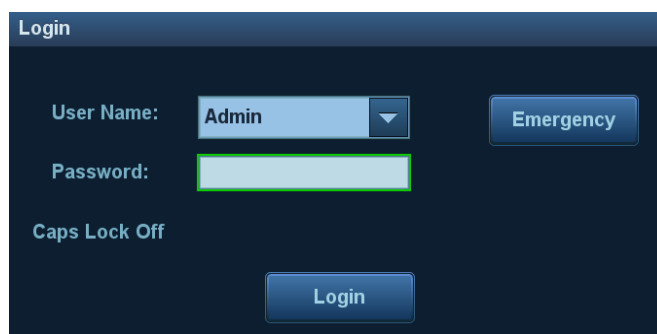 Login
User Name: Admin Emergency
Password:
Caps Lock Off
Login